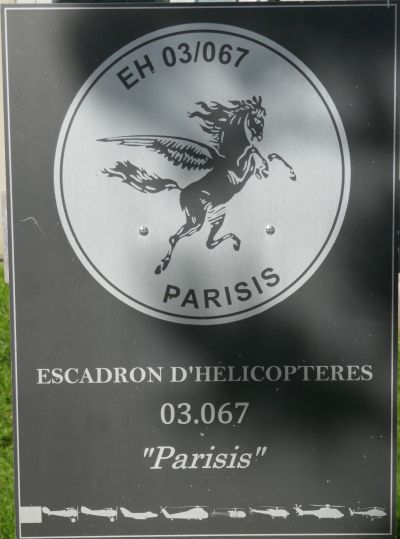 EH 03/067
PARISIS
ESCADRON D'HELICOPTERES
03.067
"Parisis"